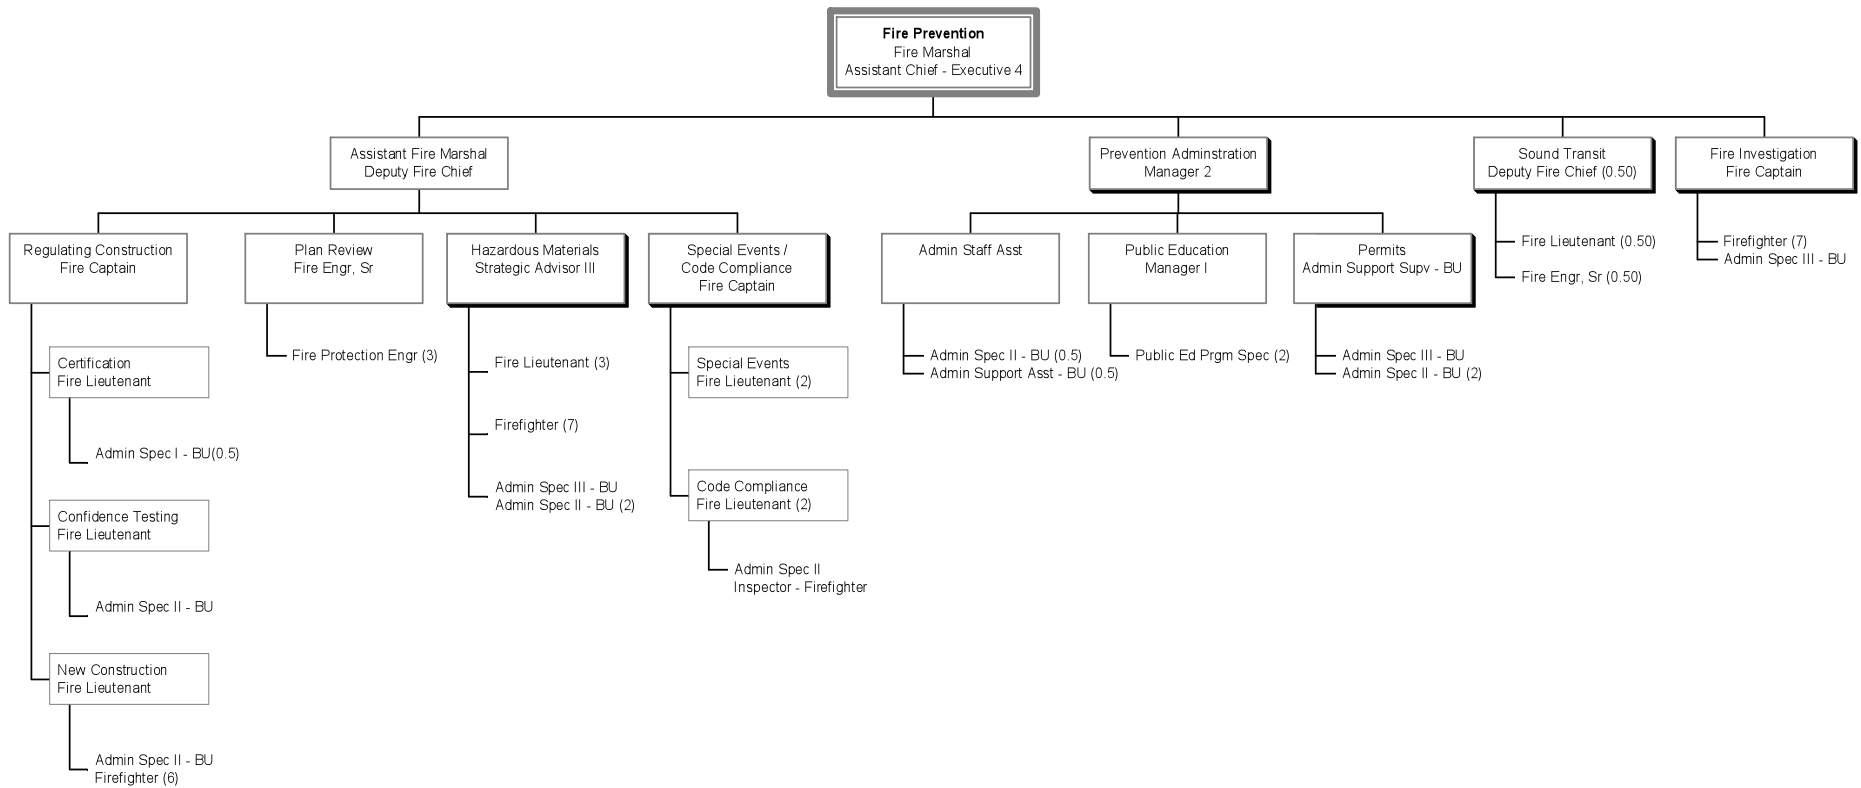 Fire Prevention
Fire Marshal
Assistant Chief - Executive 4
Assistant Fire Marshal
Deputy Fire Chief
Prevention Adminstration
Manager 2
Sound Transit
Deputy Fire Chief (0.50)
Fire Investigation
Fire Captain
Regulating Construction
Fire Captain
Plan Review
Fire Engr, Sr
Hazardous Materials
Strategic Advisor III
Special Events /
Code Compliance
Fire Captain
Admin Staff Asst
Public Education
Manager I
Permits
Admin Support Supv - BU
Fire Lieutenant (0.50)
Fire Engr, Sr (0.50)
Firefighter (7)
Admin Spec III - BU
Certification
Fire Lieutenant
Admin Spec I - BU(0.5)
Confidence Testing
Fire Lieutenant
Admin Spec II - BU
New Construction
Fire Lieutenant
Admin Spec II - BU
Firefighter (6)
Fire Protection Engr (3)
Fire Lieutenant (3)
Firefighter (7)
Admin Spec III - BU
Admin Spec II - BU (2)
Special Events
Fire Lieutenant (2)
Code Compliance
Fire Lieutenant (2)
Admin Spec II
Inspector - Firefighter
Admin Spec II - BU (0.5)
Admin Support Asst - BU (0.5)
Public Ed Prgm Spec (2)
Admin Spec III - BU
Admin Spec II - BU (2)